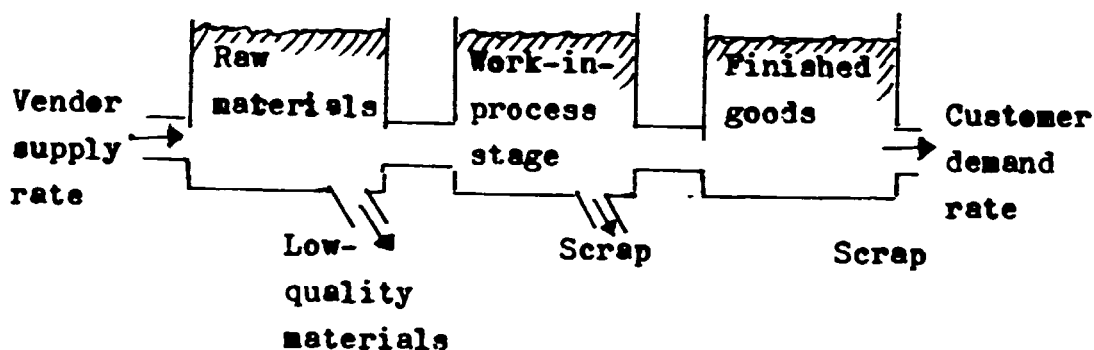 Vender
supply
rate
Raw
materials
Low-
quality
materials
Work-in-
process
stage
Scrap
Finished
goods
Scrap
Customer
demand
rate